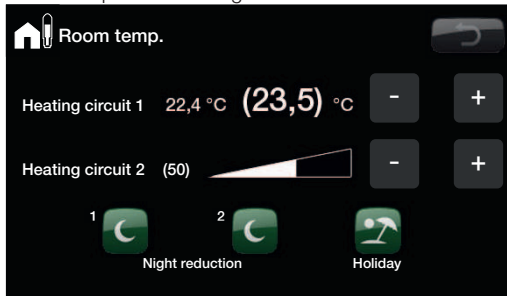 Room temp.
Heating circuit 1 22,4 °C (23,5) °C - +
Heating circuit 2 (50) - +
1 2
Night reduction Holiday